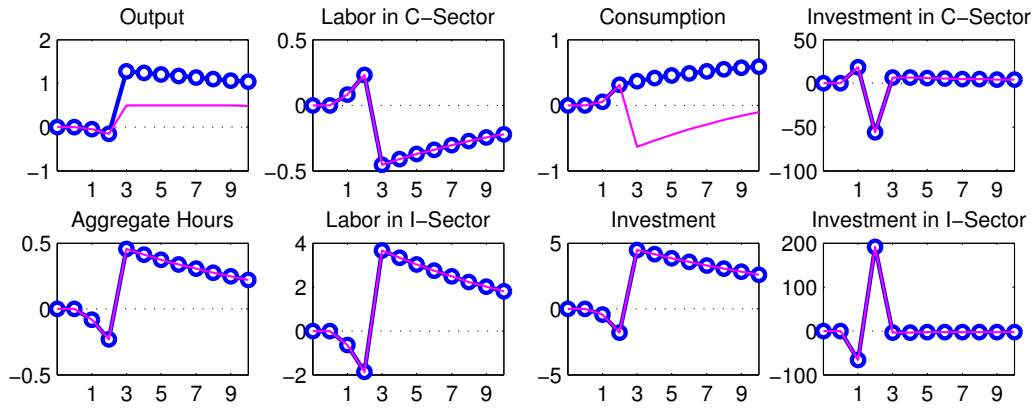 Output
2
1
0
−1
1 3 5 7 9
Labor in C−Sector
0.5
0
−0.5
1 3 5 7 9
Consumption
1
0
−1
1 3 5 7 9
Investment in C−Sector
50
0
−50
−100
1 3 5 7 9
Aggregate Hours
0.5
0
−0.5
1 3 5 7 9
Labor in I−Sector
4
2
0
−2
1 3 5 7 9
Investment
5
0
−5
1 3 5 7 9
Investment in I−Sector
200
100
0
−100
1 3 5 7 9